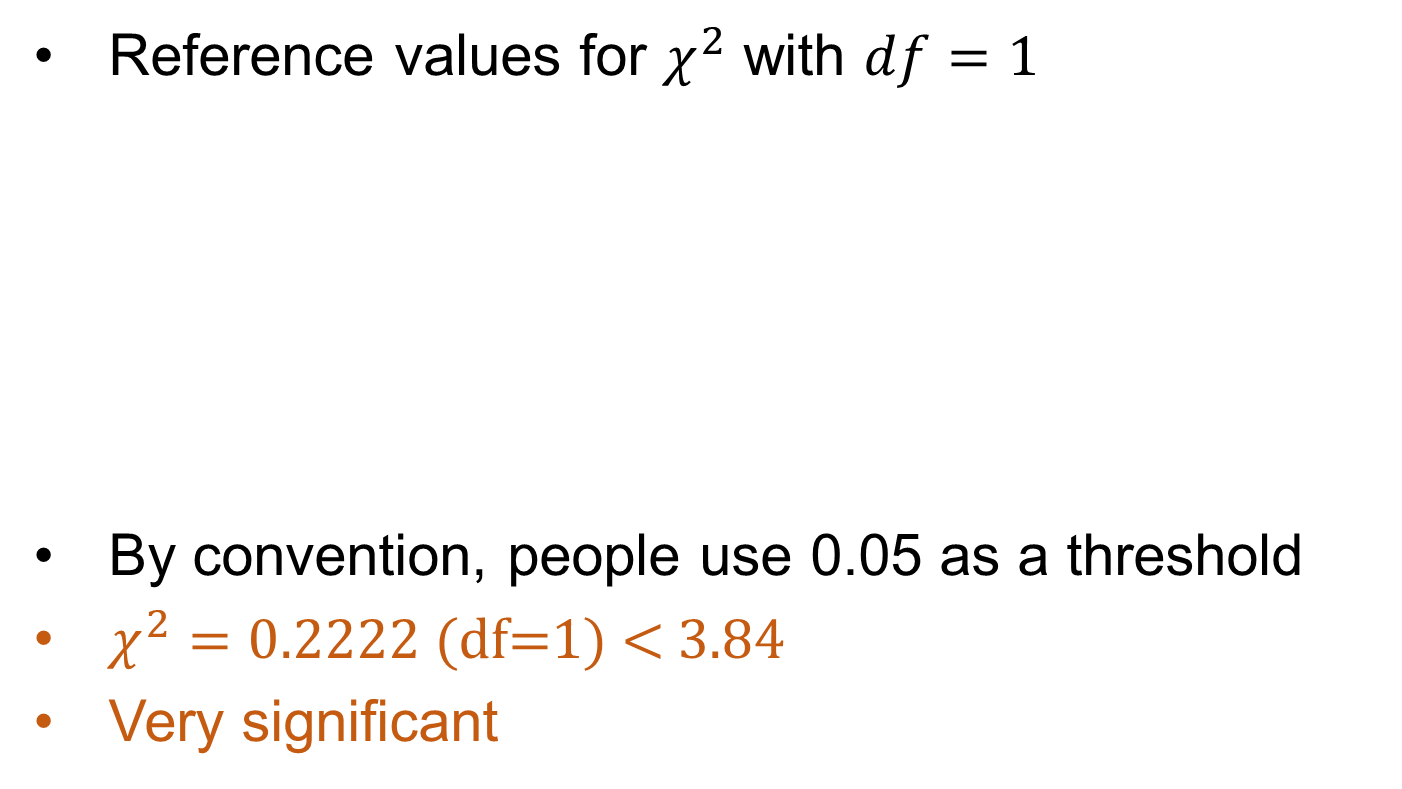 • Reference values for χ² with df = 1
• By convention, people use 0.05 as a threshold
• χ² = 0.2222 (df=1) < 3.84
• Very significant